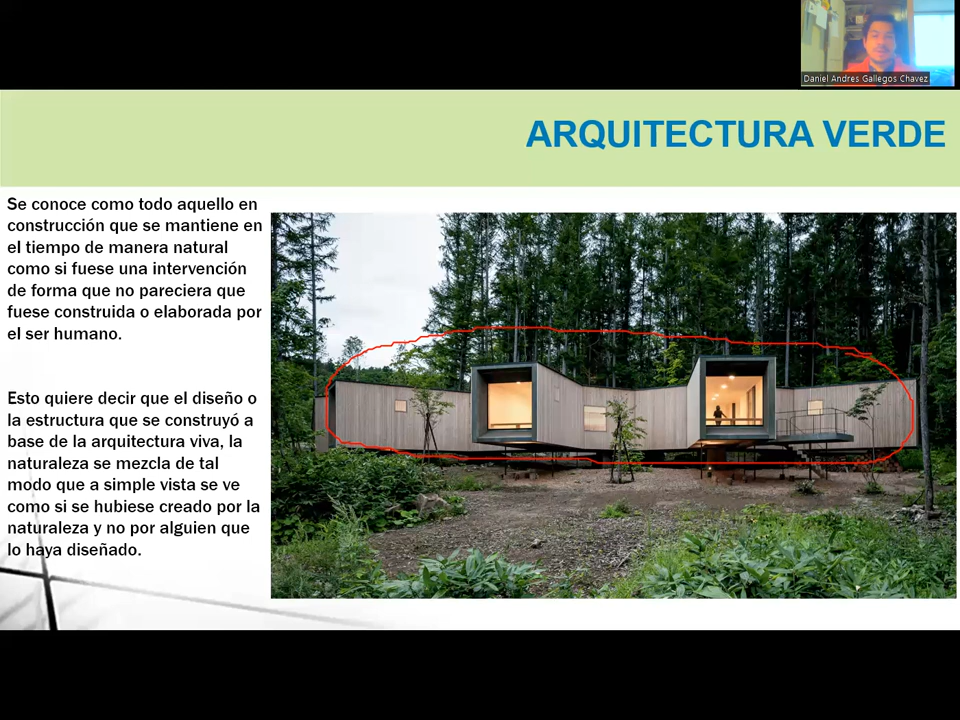 Daniel Andres Gallegos Chavez
ARQUITECTURA VERDE
Se conoce como todo aquello en
construcción que se mantiene en
el tiempo de manera natural
como si fuese una intervención
de forma que no pareciera que
fuese construida o elaborada por
el ser humano.
Esto quiere decir que el diseño o
la estructura que se construyó a
base de la arquitectura viva, la
naturaleza se mezcla de tal
modo que a simple vista se ve
como si se hubiese creado por la
naturaleza y no por alguien que
lo haya diseñado.